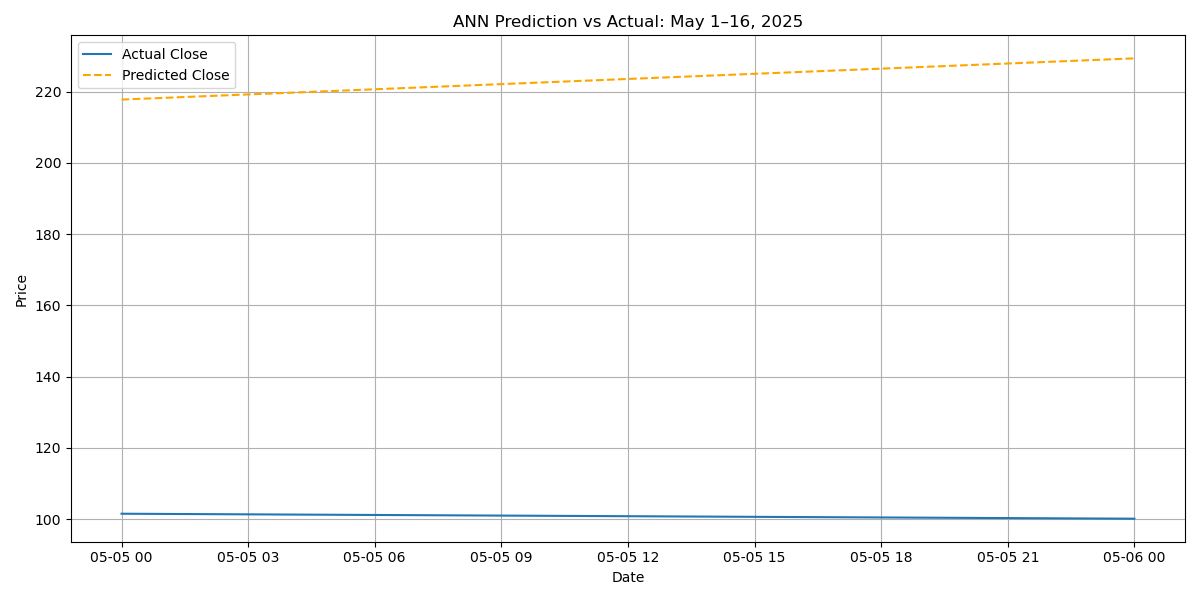 ANN Prediction vs Actual: May 1–16, 2025
Actual Close
Predicted Close
220
200
180
160
140
120
100
Price
05-05 00 05-05 03 05-05 06 05-05 09 05-05 12 05-05 15 05-05 18 05-05 21 05-06 00
Date